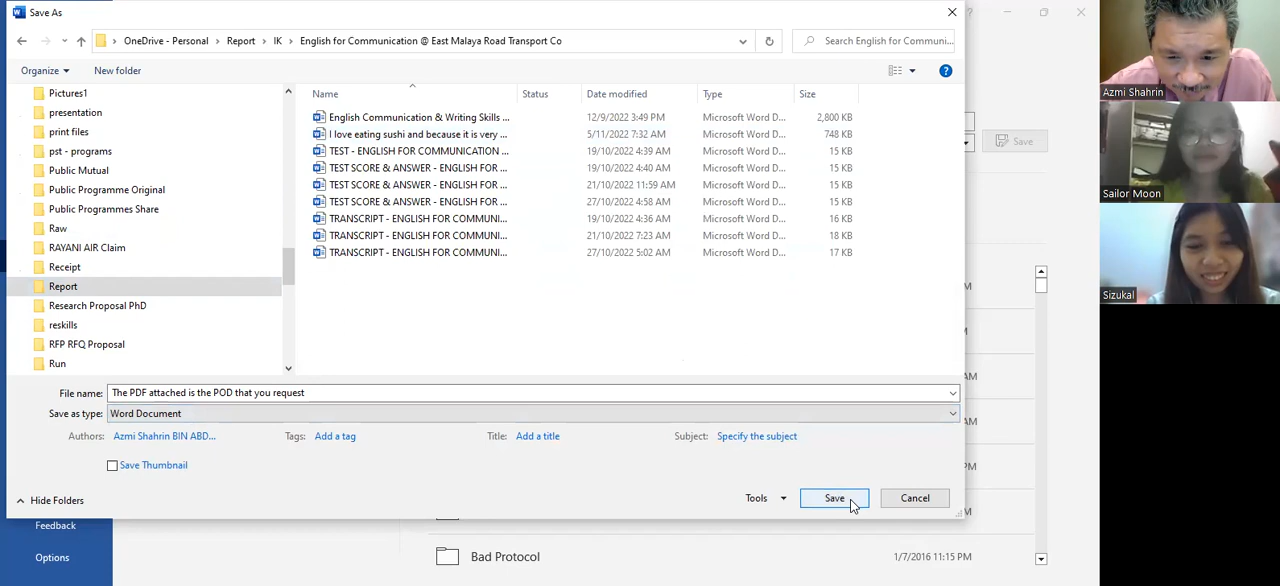 Save As
OneDrive - Personal > Report > IK > English for Communication @ East Malaya Road Transport Co
Search English for Communi...
Organize
New folder
Pictures1
presentation
print files
pst - programs
Public Mutual
Public Programme Original
Public Programmes Share
Raw
RAYANI AIR Claim
Receipt
Report
Research Proposal PhD
reskills
RFP RFQ Proposal
Run
Name Status Date modified Type Size
English Communication & Writing Skills ... 12/9/2022 3:49 PM Microsoft Word D... 2,800 KB
I love eating sushi and because it is very ... 5/11/2022 7:32 AM Microsoft Word D... 748 KB
TEST - ENGLISH FOR COMMUNICATION ... 19/10/2022 4:39 AM Microsoft Word D... 15 KB
TEST SCORE & ANSWER - ENGLISH FOR ... 19/10/2022 4:40 AM Microsoft Word D... 15 KB
TEST SCORE & ANSWER - ENGLISH FOR ... 21/10/2022 11:59 AM Microsoft Word D... 15 KB
TEST SCORE & ANSWER - ENGLISH FOR ... 27/10/2022 4:58 AM Microsoft Word D... 15 KB
TRANSCRIPT - ENGLISH FOR COMMUNI... 19/10/2022 4:36 AM Microsoft Word D... 16 KB
TRANSCRIPT - ENGLISH FOR COMMUNI... 21/10/2022 7:23 AM Microsoft Word D... 18 KB
TRANSCRIPT - ENGLISH FOR COMMUNI... 27/10/2022 5:02 AM Microsoft Word D... 17 KB
File name: The PDF attached is the POD that you request
Save as type: Word Document
Authors: Azmi Shahrin BIN ABD...
Tags: Add a tag
Title: Add a title
Subject: Specify the subject
Save Thumbnail
Hide Folders
Tools
Save
Cancel
Save
AM
AM
PM
Feedback
Options
Bad Protocol
1/7/2016 11:15 PM
Azmi Shahrin
Sailor Moon
Sizukal